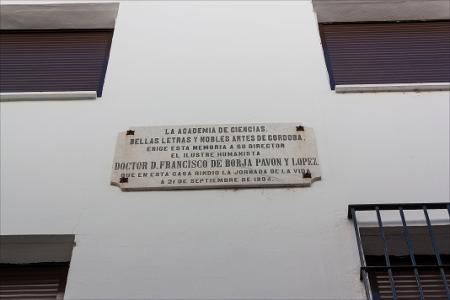 LA ACADEMIA DE CIENCIAS,
BELLAS LETRAS Y NOBLES ARTES DE CORDOBA,
ERIGE ESTA MEMORIA A SU DIRECTOR
EL ILUSTRE HUMANISTA
DOCTOR D. FRANCISCO DE BORJA PAVON Y LOPEZ,
QUE EN ESTA CASA RINDIO LA JORNADA DE LA VIDA
A 21 DE SEPTIEMBRE DE 1904.